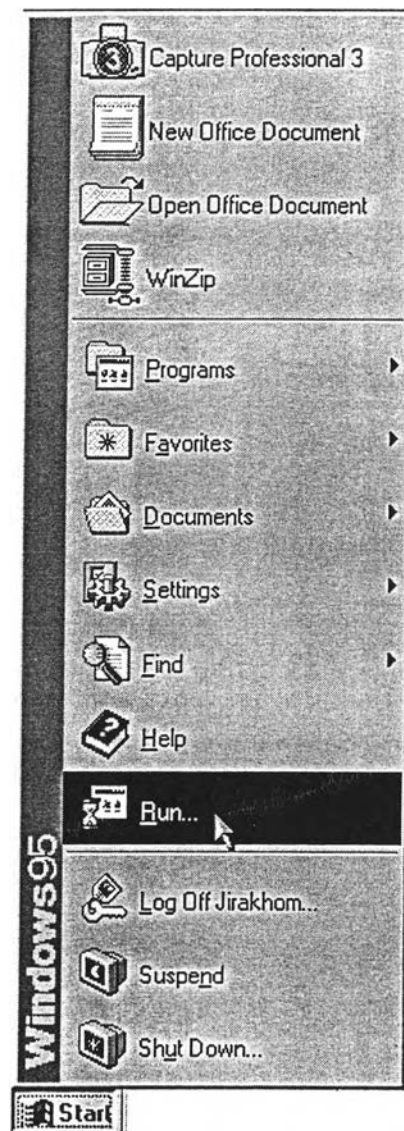 Capture Professional 3
New Office Document
Open Office Document
WinZip
Programs
Favorites
Documents
Settings
Find
Help
Run...
Log Off Jirakhom...
Suspend
Shut Down...
Windows95
Start